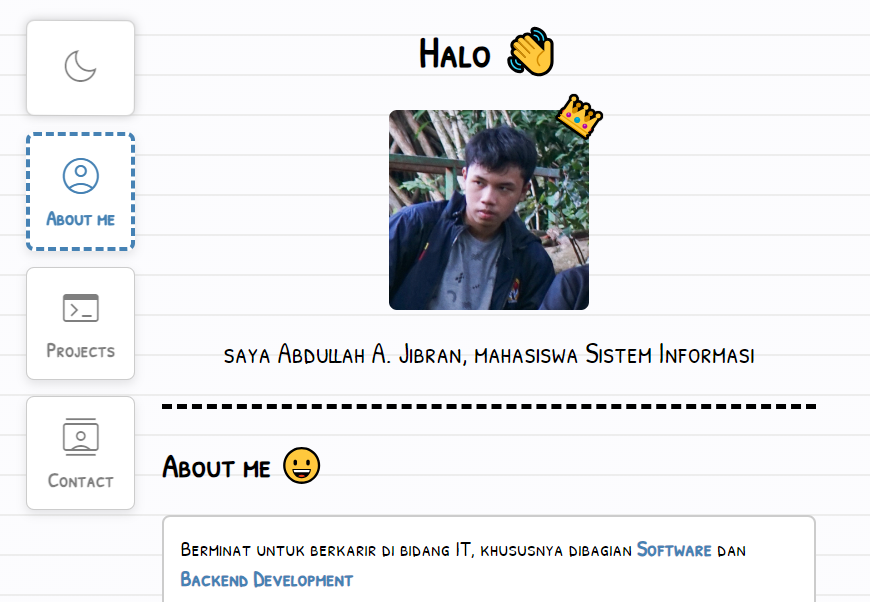 Halo
About me
Projects
Contact
saya Abdullah A. Jibran, mahasiswa Sistem Informasi
About me
Berminat untuk berkarir di bidang IT, khususnya dibagian Software dan
Backend Development